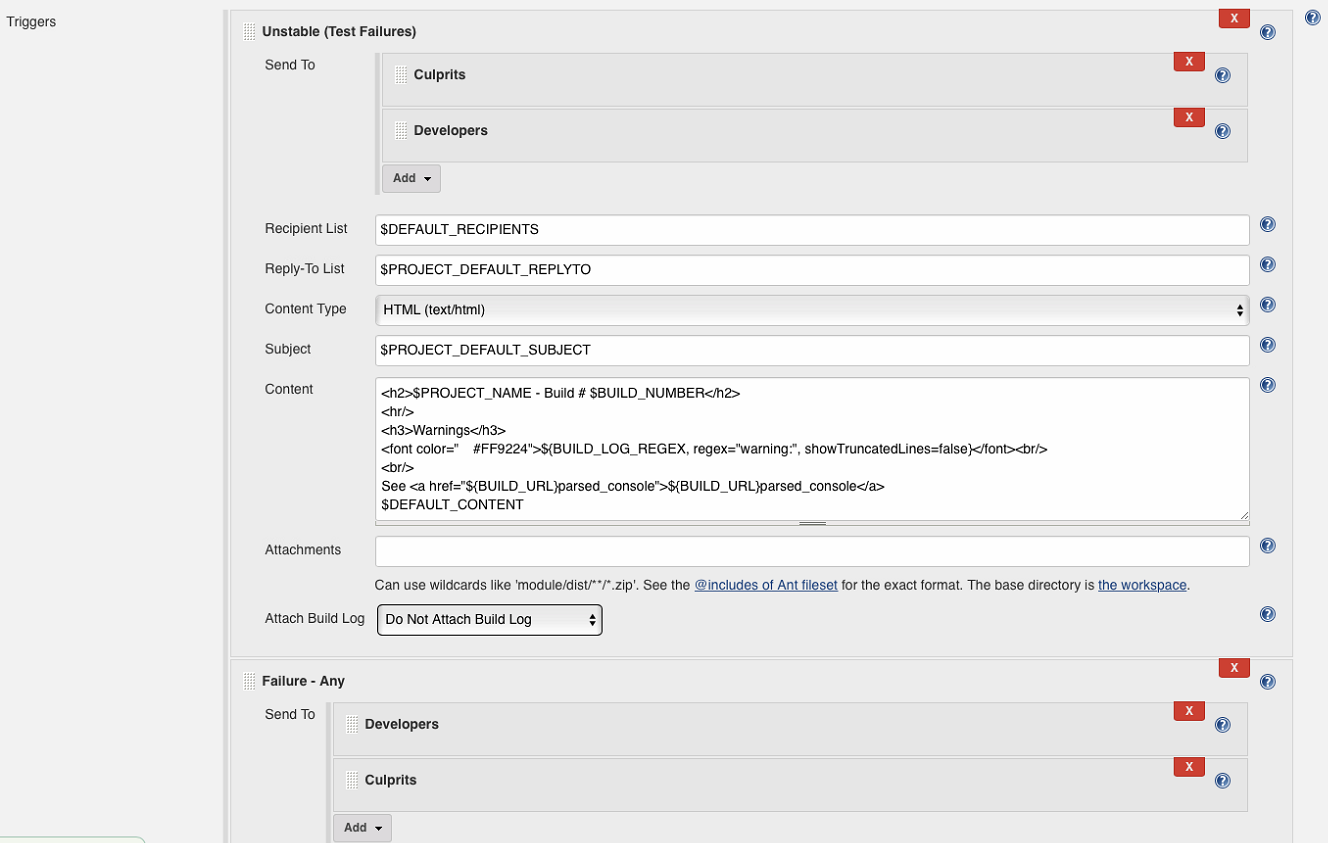 Triggers
Unstable (Test Failures)
X
?
?
Send To
Culprits
X
?
Developers
X
?
Add
Recipient List
$DEFAULT_RECIPIENTS
?
Reply-To List
$PROJECT_DEFAULT_REPLYTO
?
Content Type
HTML (text/html)
?
Subject
$PROJECT_DEFAULT_SUBJECT
?
Content
<h2>$PROJECT_NAME - Build # $BUILD_NUMBER</h2>
<hr/>
<h3>Warnings</h3>
<font color="    #FF9224">${BUILD_LOG_REGEX, regex="warning:", showTruncatedLines=false}</font><br/>
<br/>
See <a href="${BUILD_URL}parsed_console">${BUILD_URL}parsed_console</a>
$DEFAULT_CONTENT
?
Attachments
?
Can use wildcards like 'module/dist/**/*.zip'. See the @includes of Ant fileset for the exact format. The base directory is the workspace.
Attach Build Log
Do Not Attach Build Log
?
Failure - Any
X
?
Send To
Developers
X
?
Culprits
X
?
Add